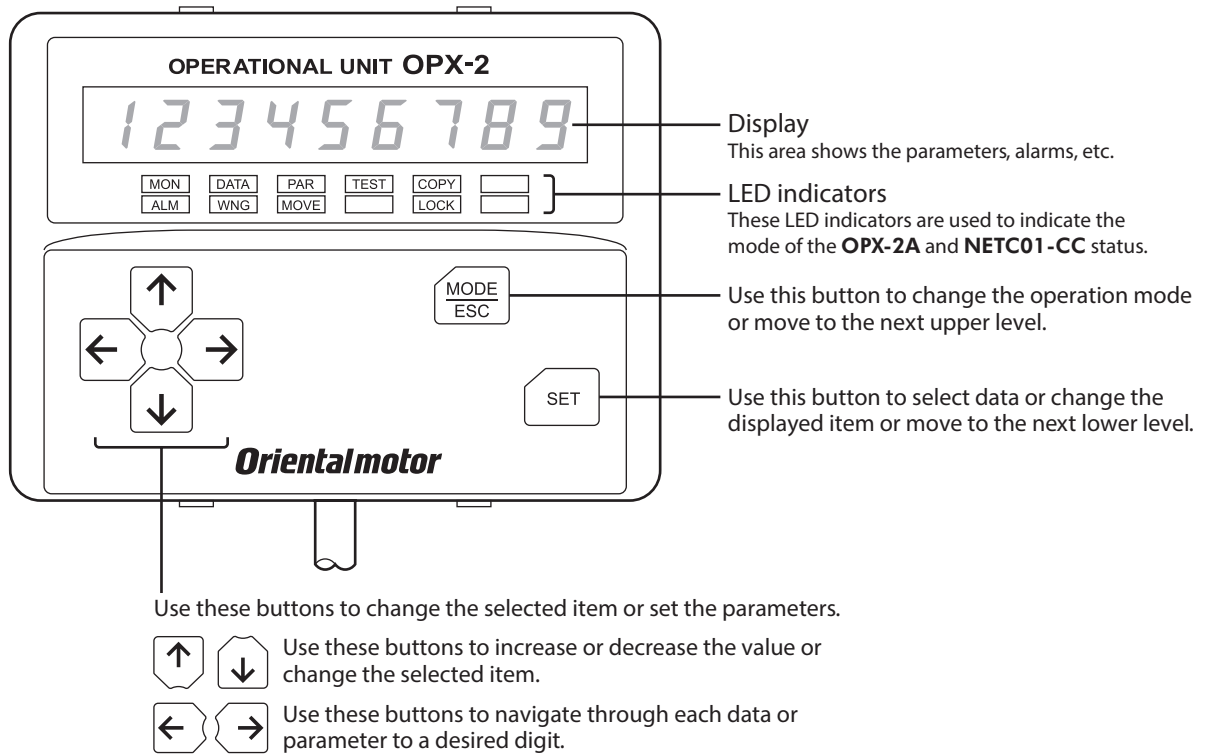 OPERATIONAL UNIT OPX-2
123456789
MON DATA PAR TEST COPY
ALM WNG MOVE LOCK
Display
This area shows the parameters, alarms, etc.
LED indicators
These LED indicators are used to indicate the
mode of the OPX-2A and NETC01-CC status.
MODE
ESC
Use this button to change the operation mode
or move to the next upper level.
SET
Use this button to select data or change the
displayed item or move to the next lower level.
Orientalmotor
Use these buttons to change the selected item or set the parameters.
Use these buttons to increase or decrease the value or
change the selected item.
Use these buttons to navigate through each data or
parameter to a desired digit.